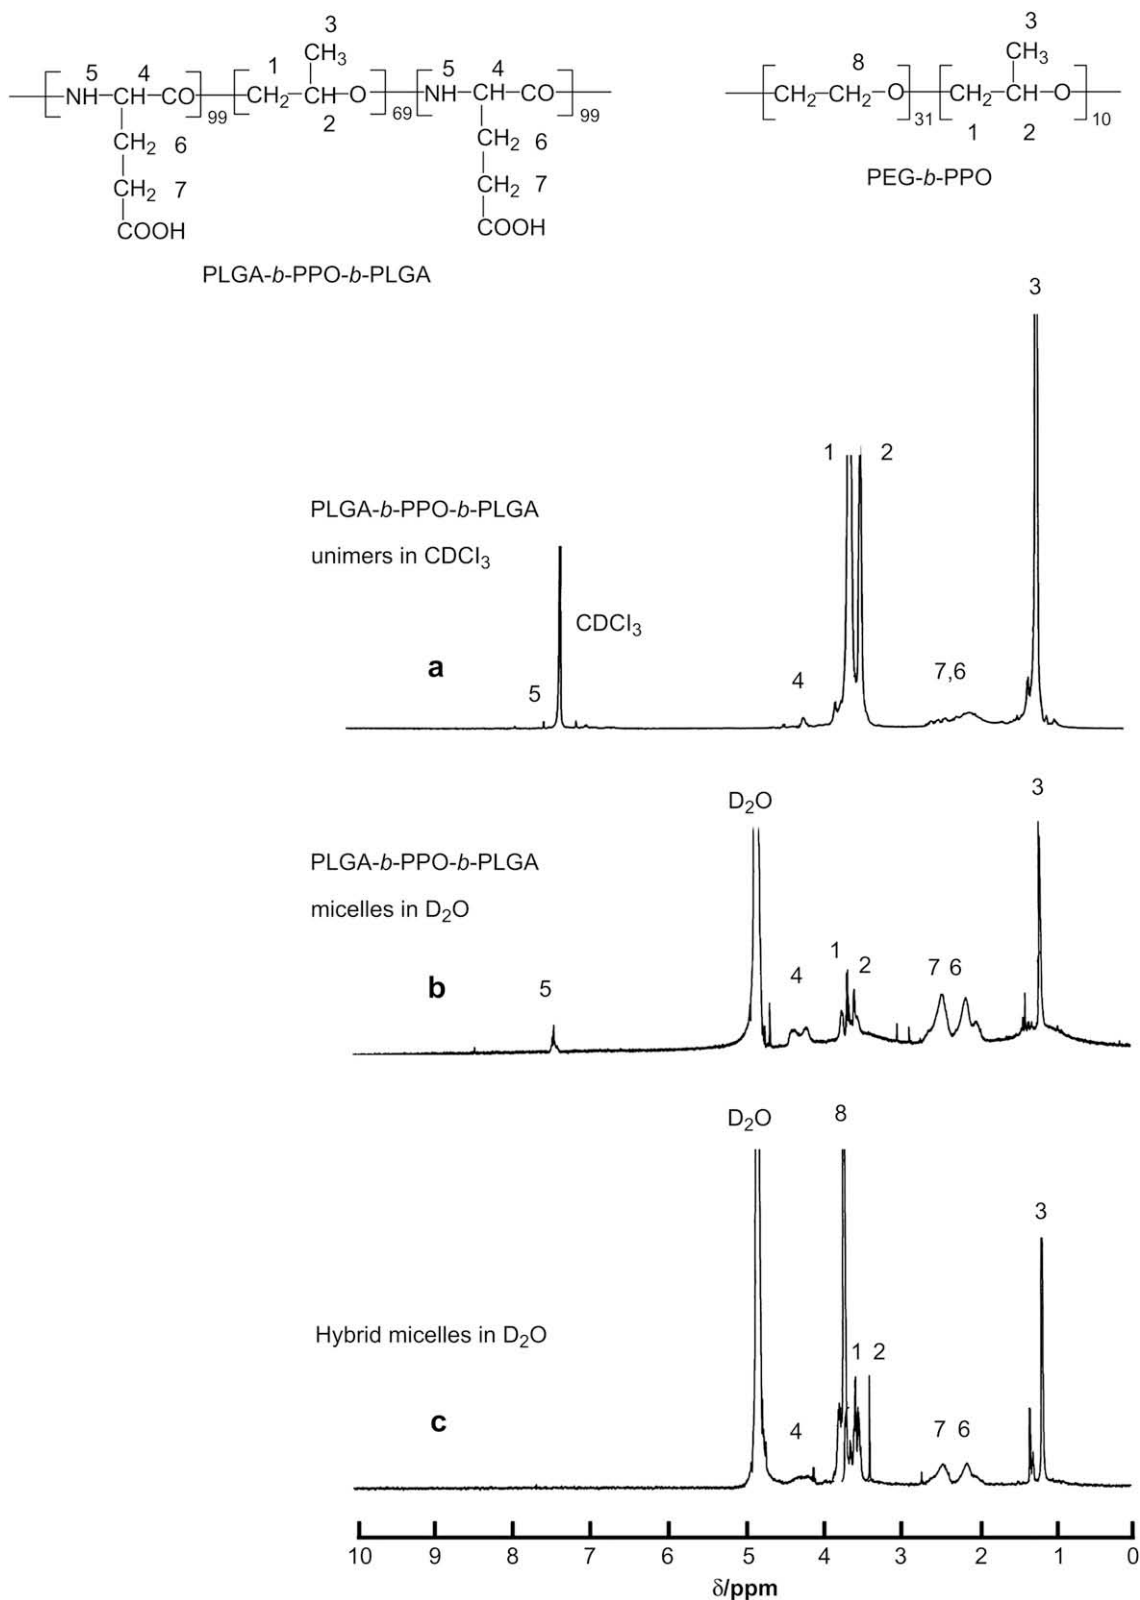 3
CH3
5 4 1 5 4
NH CH CO 99 CH2 CH O 69 NH CH CO 99
2
CH2 6 CH2 6
CH2 7 CH2 7
COOH COOH
PLGA-b-PPO-b-PLGA
3
CH3
8
CH2 CH2 O 31 CH2 CH O 10
1 2
PEG-b-PPO
3
1 2
PLGA-b-PPO-b-PLGA
unimers in CDCl3
CDCl3
a
5 4 7,6
D2O 3
PLGA-b-PPO-b-PLGA
micelles in D2O
1 2
4 7 6
b 5
D2O 8
3
Hybrid micelles in D2O
1 2
c 4 7 6
10 9 8 7 6 5 4 3 2 1 0
δ/ppm